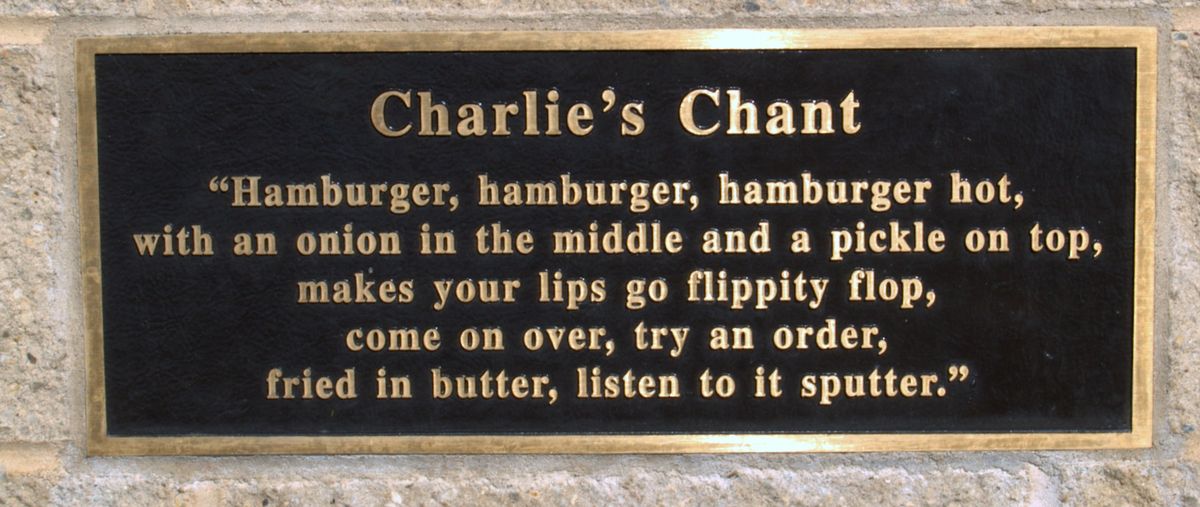 Charlie’s Chant
“Hamburger, hamburger, hamburger hot,
with an onion in the middle and a pickle on top,
makes your lips go flippity flop,
come on over, try an order,
fried in butter, listen to it sputter.”